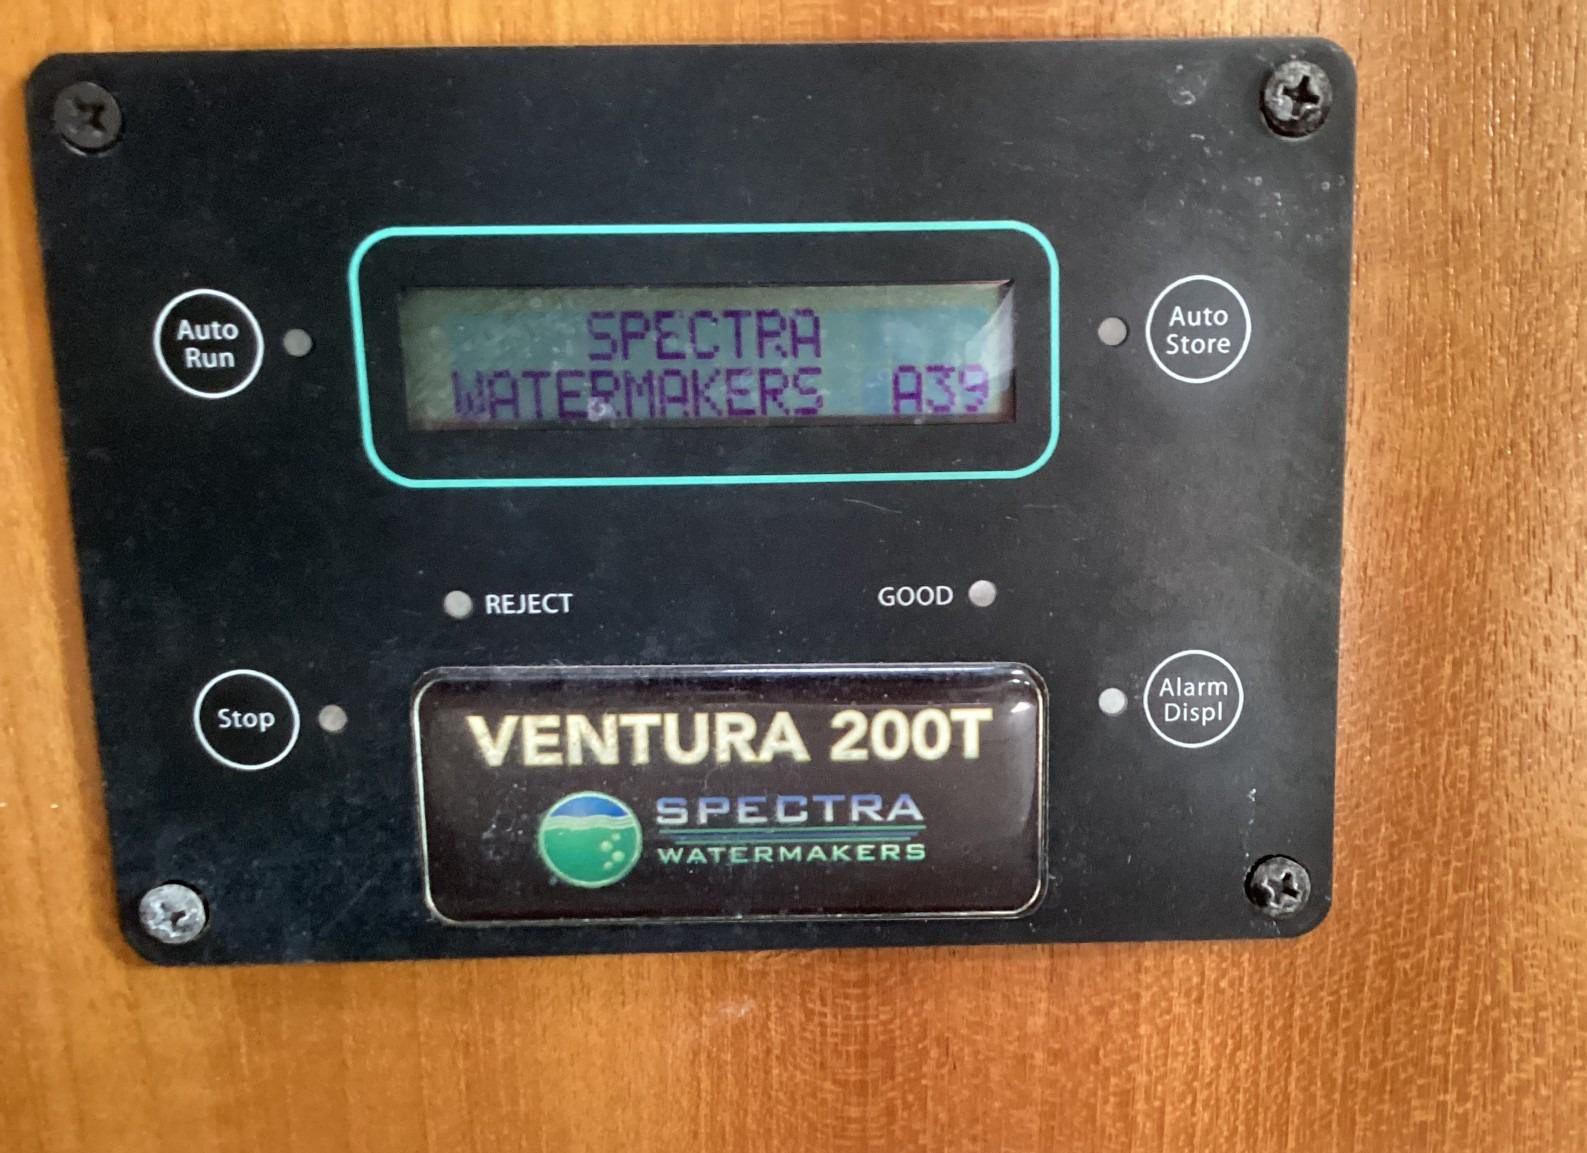 SPECTRA
WATERMAKERS A39
Auto
Run
Auto
Store
REJECT
GOOD
Stop
Alarm
Displ
VENTURA 200T
SPECTRA
WATERMAKERS